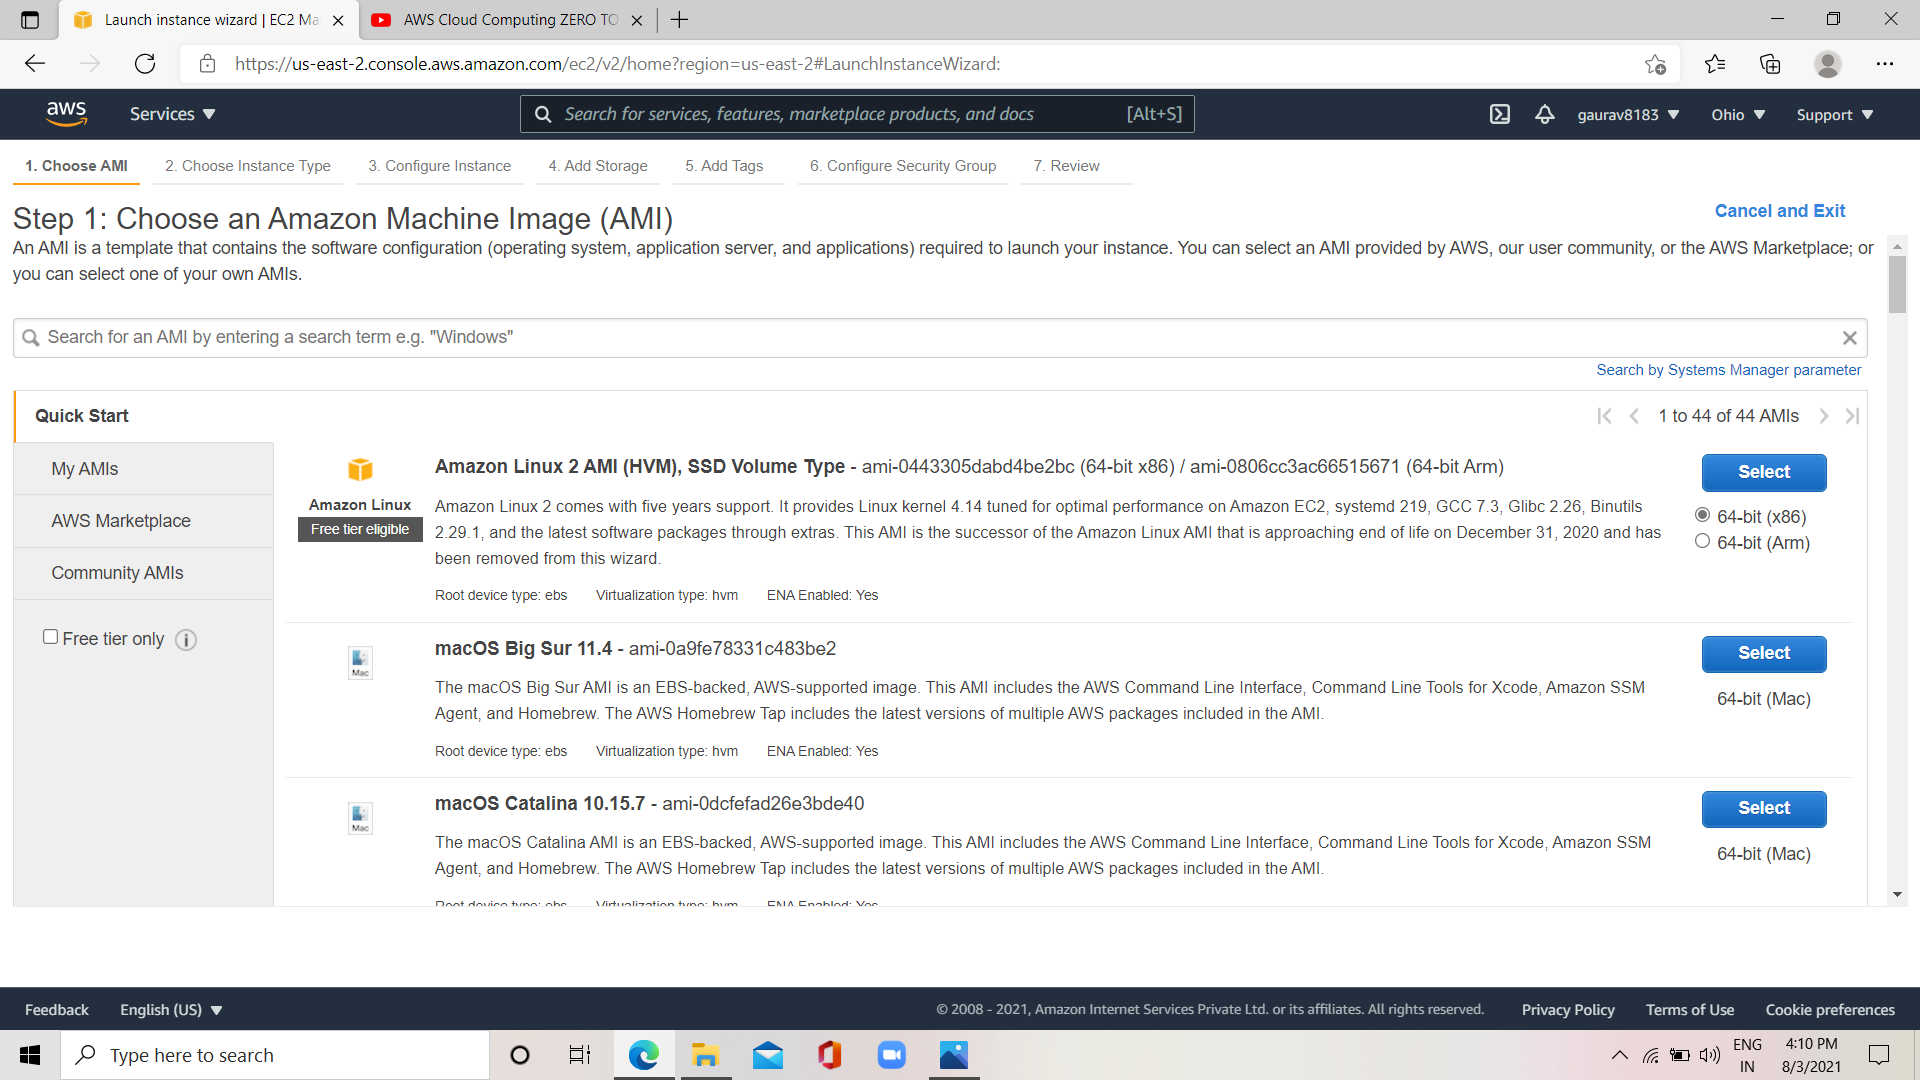 Launch instance wizard | EC2 Ma
AWS Cloud Computing ZERO TO
https://us-east-2.console.aws.amazon.com/ec2/v2/home?region=us-east-2#LaunchInstanceWizard:
aws
Services
Search for services, features, marketplace products, and docs
[Alt+S]
gaurav8183
Ohio
Support
1. Choose AMI
2. Choose Instance Type
3. Configure Instance
4. Add Storage
5. Add Tags
6. Configure Security Group
7. Review
Step 1: Choose an Amazon Machine Image (AMI)
Cancel and Exit
An AMI is a template that contains the software configuration (operating system, application server, and applications) required to launch your instance. You can select an AMI provided by AWS, our user community, or the AWS Marketplace; or
you can select one of your own AMIs.
Search for an AMI by entering a search term e.g. "Windows"
Search by Systems Manager parameter
Quick Start
1 to 44 of 44 AMIs
My AMIs
AWS Marketplace
Community AMIs
Free tier only
Amazon Linux
Free tier eligible
Amazon Linux 2 AMI (HVM), SSD Volume Type - ami-0443305dabd4be2bc (64-bit x86) / ami-0806cc3ac66515671 (64-bit Arm)
Amazon Linux 2 comes with five years support. It provides Linux kernel 4.14 tuned for optimal performance on Amazon EC2, systemd 219, GCC 7.3, Glibc 2.26, Binutils
2.29.1, and the latest software packages through extras. This AMI is the successor of the Amazon Linux AMI that is approaching end of life on December 31, 2020 and has
been removed from this wizard.
Root device type: ebs Virtualization type: hvm ENA Enabled: Yes
Select
64-bit (x86)
64-bit (Arm)
Mac
macOS Big Sur 11.4 - ami-0a9fe78331c483be2
The macOS Big Sur AMI is an EBS-backed, AWS-supported image. This AMI includes the AWS Command Line Interface, Command Line Tools for Xcode, Amazon SSM
Agent, and Homebrew. The AWS Homebrew Tap includes the latest versions of multiple AWS packages included in the AMI.
Root device type: ebs Virtualization type: hvm ENA Enabled: Yes
Select
64-bit (Mac)
Mac
macOS Catalina 10.15.7 - ami-0dcfefad26e3bde40
The macOS Catalina AMI is an EBS-backed, AWS-supported image. This AMI includes the AWS Command Line Interface, Command Line Tools for Xcode, Amazon SSM
Agent, and Homebrew. The AWS Homebrew Tap includes the latest versions of multiple AWS packages included in the AMI.
Root device type: ebs Virtualization type: hvm ENA Enabled: Yes
Select
64-bit (Mac)
Feedback
English (US)
© 2008 - 2021, Amazon Internet Services Private Ltd. or its affiliates. All rights reserved.
Privacy Policy
Terms of Use
Cookie preferences
Type here to search
ENG
IN
4:10 PM
8/3/2021